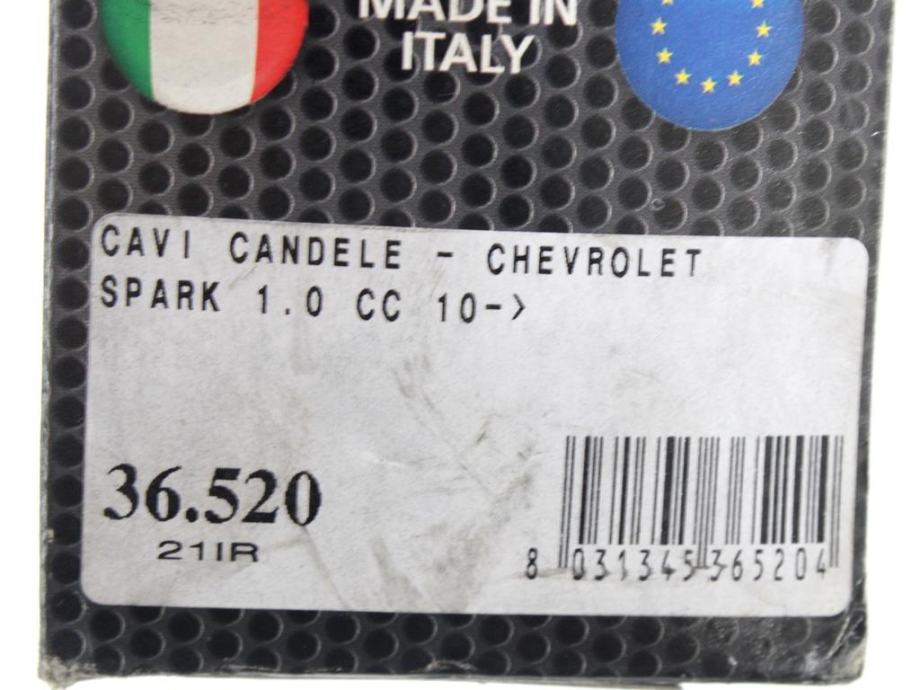 MADE IN
ITALY
CAVI CANDELE - CHEVROLET
SPARK 1.0 CC 10->
36.520
21IR
8 031345 365204